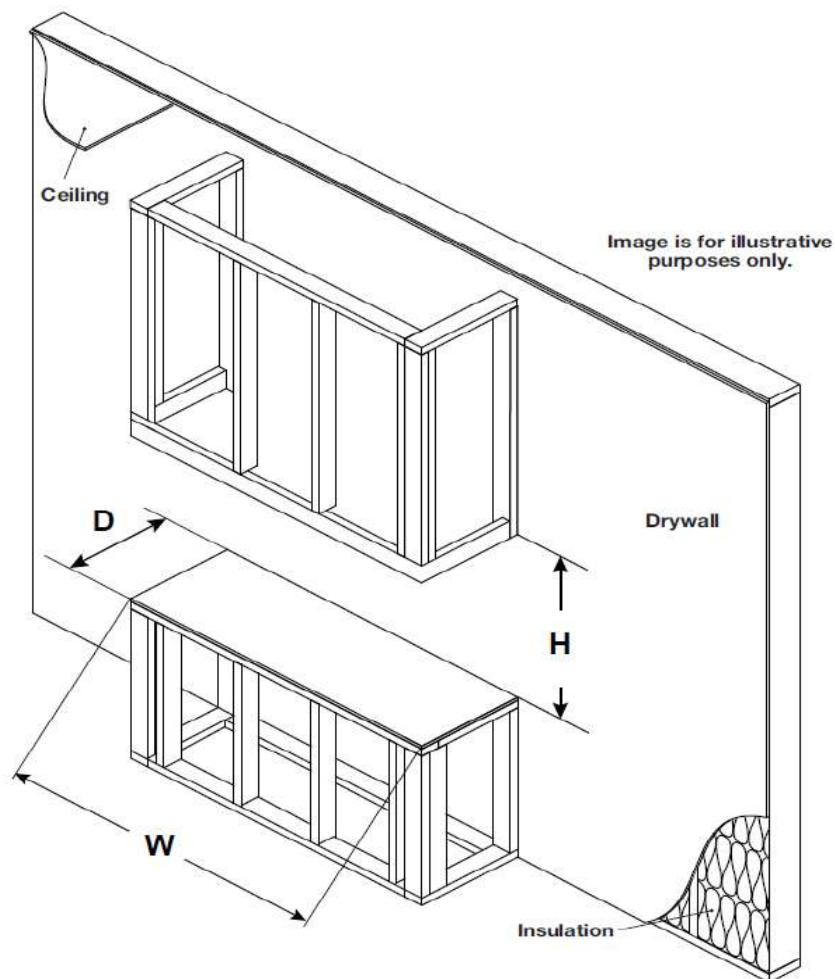 Ceiling
Image is for illustrative
purposes only.
D
Drywall
H
W
Insulation